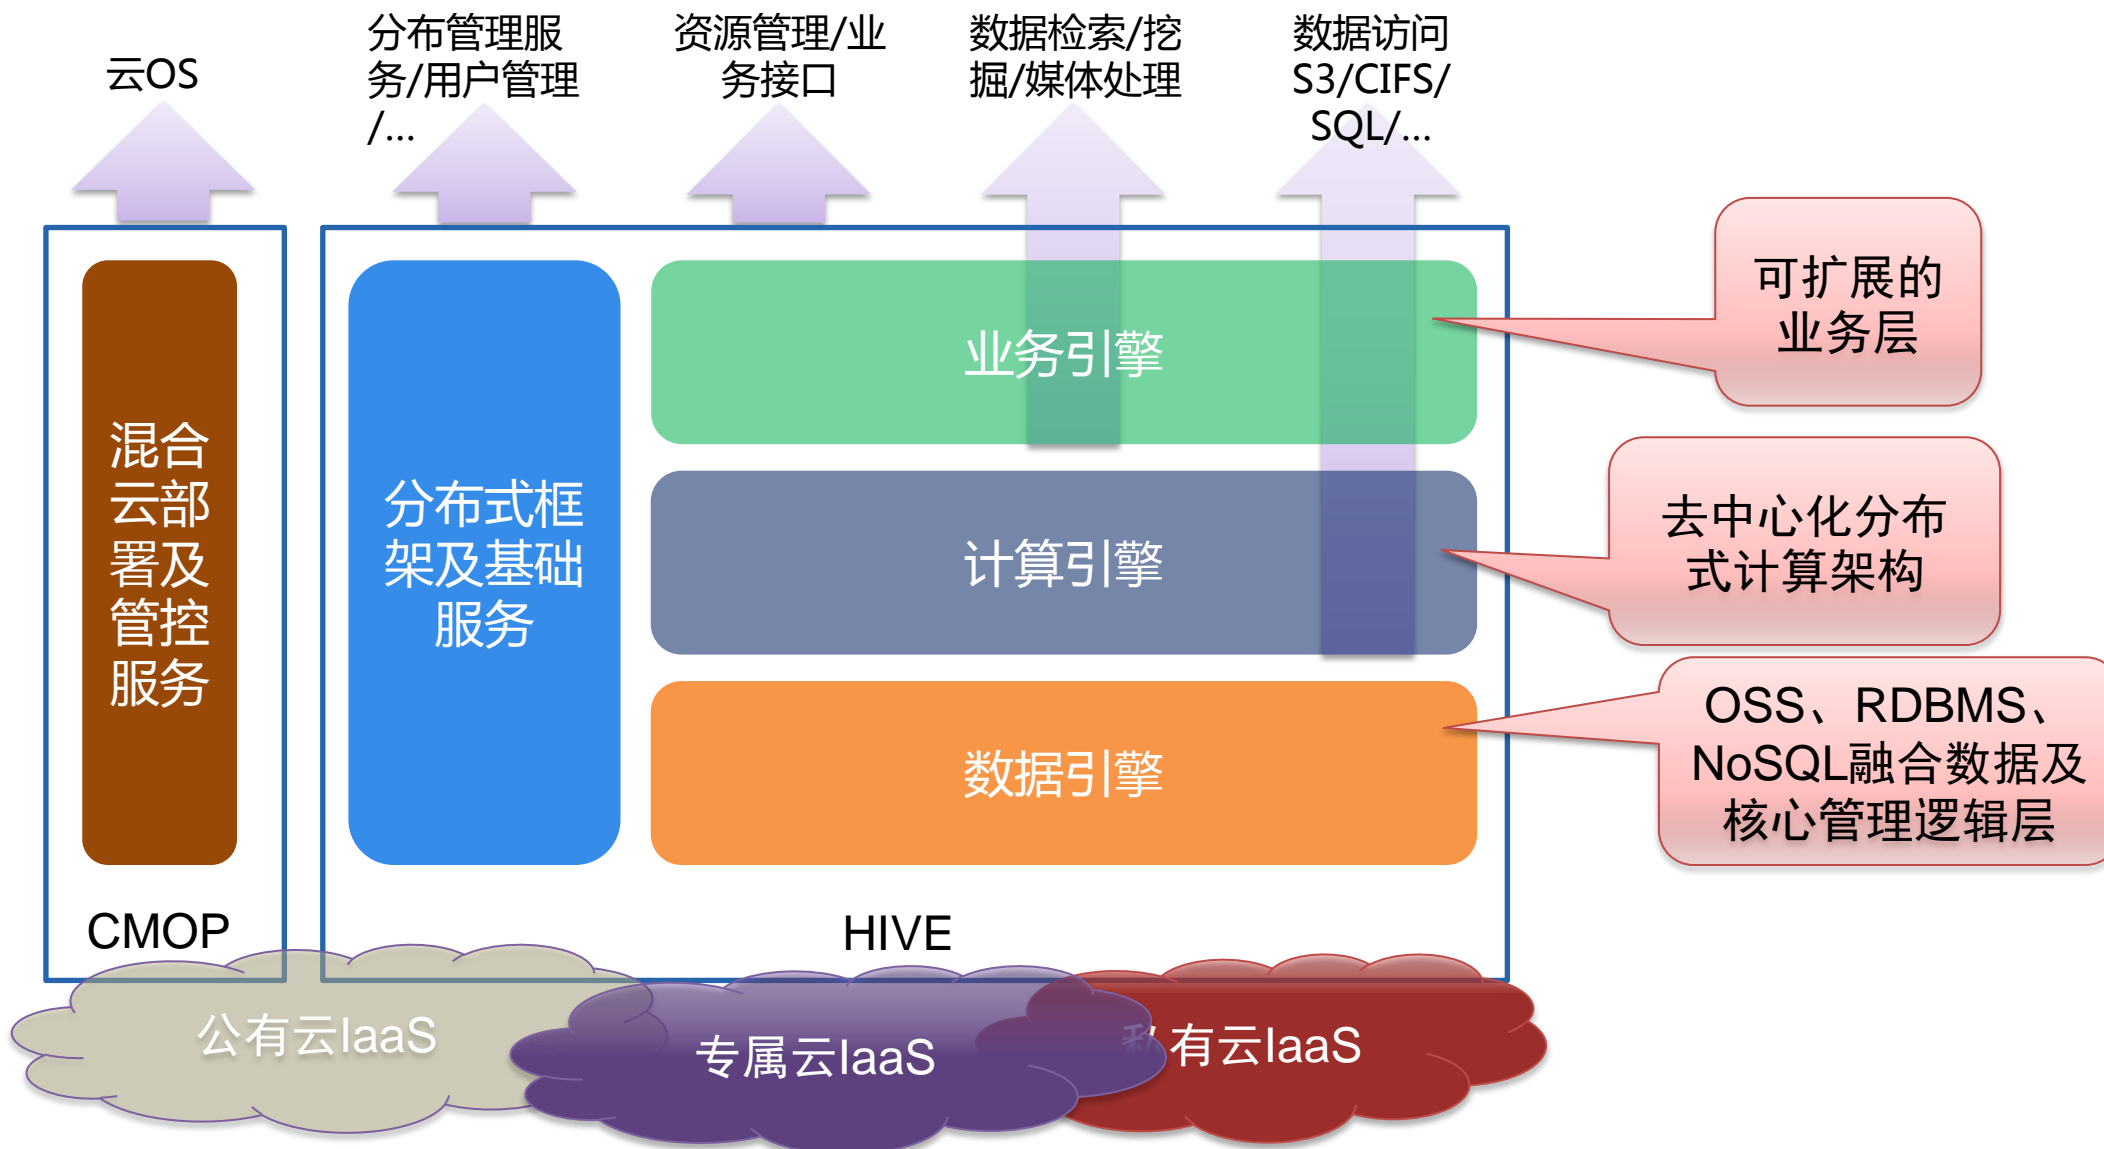 云OS
分布管理服
务/用户管理
/...
资源管理/业
务接口
数据检索/挖
掘/媒体处理
数据访问
S3/CIFS/
SQL/...
混合
云部
署及
管控
服务
CMOP
分布式框
架及基础
服务
业务引擎
计算引擎
数据引擎
HIVE
可扩展的
业务层
去中心化分布
式计算架构
OSS、RDBMS、
NoSQL融合数据及
核心管理逻辑层
公有云IaaS
专属云IaaS
私有云IaaS